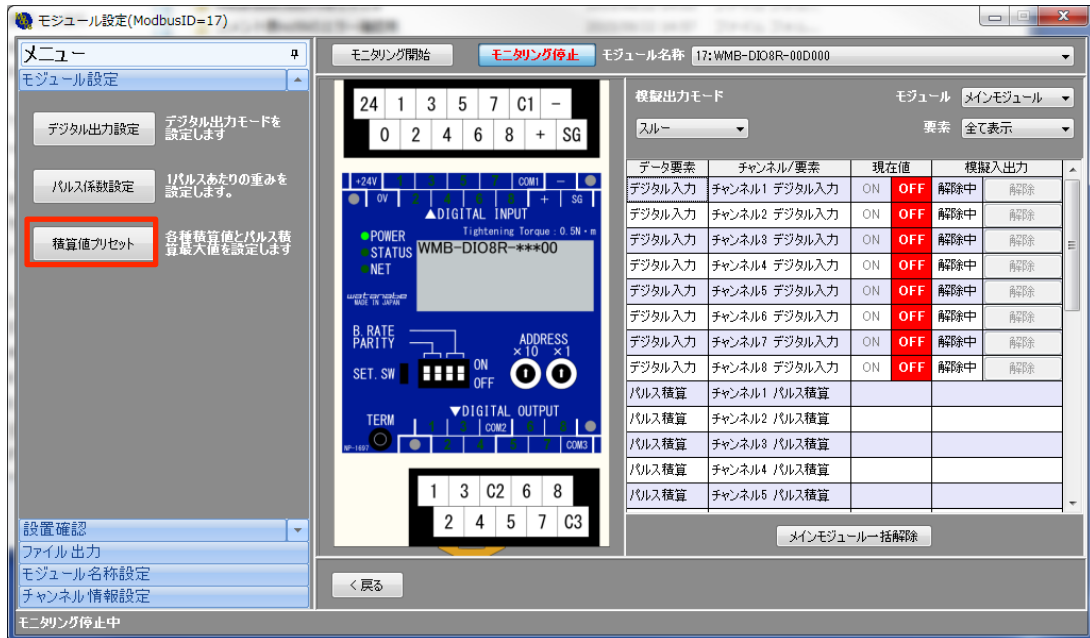 モジュール設定(ModbusID=17)
メニュー
モジュール設定
デジタル出力設定 デジタル出力モードを設定します
パルス係数設定 1パルスあたりの重みを設定します。
積算値プリセット 各種積算値とパルス積算最大値を設定します
設置確認
ファイル出力
モジュール名称設定
チャンネル情報設定
モニタリング停止中
モニタリング開始 モニタリング停止 モジュール名称 17:WMB-DIO8R-00D000
24 1 3 5 7 C1 -
0 2 4 6 8 + SG
+24V 1 3 5 7 COM1 -
0V 2 4 6 8 + SG
▲DIGITAL INPUT
Tightening Torque : 0.5N・m
POWER
STATUS
NET
WMB-DIO8R-***00
watanabe
MADE IN JAPAN
B.RATE
PARITY
ADDRESS
×10 ×1
SET.SW
ON
OFF
TERM
▼DIGITAL OUTPUT
1 3 COM2 6 8
2 4 5 7 COM3
NP-1697
1 3 C2 6 8
2 4 5 7 C3
< 戻る
模擬出力モード モジュール メインモジュール
スルー 要素 全て表示
データ要素 チャンネル/要素 現在値 模擬入出力
デジタル入力 チャンネル1 デジタル入力 ON OFF 解除中 解除
デジタル入力 チャンネル2 デジタル入力 ON OFF 解除中 解除
デジタル入力 チャンネル3 デジタル入力 ON OFF 解除中 解除
デジタル入力 チャンネル4 デジタル入力 ON OFF 解除中 解除
デジタル入力 チャンネル5 デジタル入力 ON OFF 解除中 解除
デジタル入力 チャンネル6 デジタル入力 ON OFF 解除中 解除
デジタル入力 チャンネル7 デジタル入力 ON OFF 解除中 解除
デジタル入力 チャンネル8 デジタル入力 ON OFF 解除中 解除
パルス積算 チャンネル1 パルス積算
パルス積算 チャンネル2 パルス積算
パルス積算 チャンネル3 パルス積算
パルス積算 チャンネル4 パルス積算
パルス積算 チャンネル5 パルス積算
メインモジュール一括解除